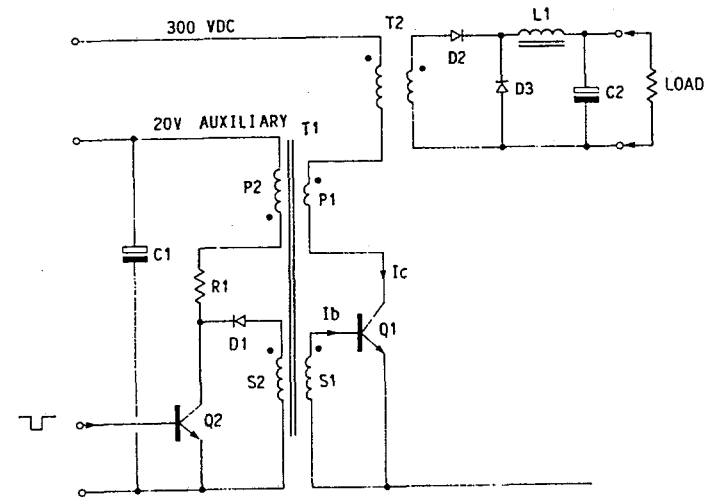 300 VDC
T2
L1
D2
D3
C2
LOAD
20V AUXILIARY
T1
P2
P1
C1
R1
Ic
Ib
Q1
D1
S2
S1
Q2